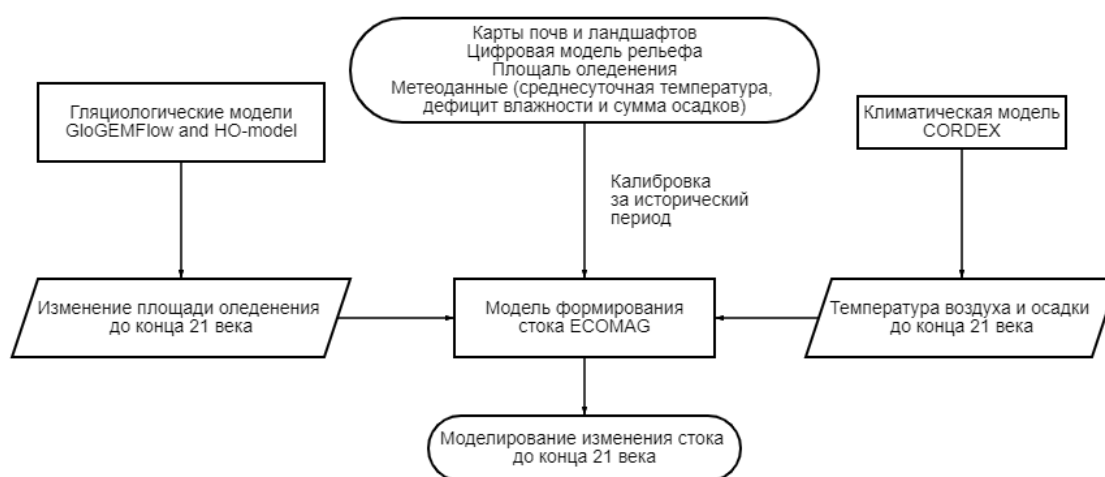 Карты почв и ландшафтов
Цифровая модель рельефа
Площаль оледенения
Метеоданные (среднесуточная температура,
дефицит влажности и сумма осадков)
Гляциологические модели
GloGEMFlow and HO-model
Климатическая модель
CORDEX
Калибровка
за исторический
период
Изменение площади оледенения
до конца 21 века
Модель формирования
стока ECOMAG
Температура воздуха и осадки
до конца 21 века
Моделирование изменения стока
до конца 21 века